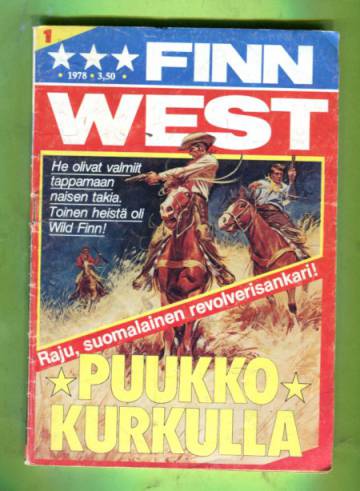 1
FINN
1978 • 3,50
WEST
He olivat valmiit
tappamaan
naisen takia.
Toinen heistä oli
Wild Finn!
Raju, suomalainen revolverisankari!
PUUKKO
KURKULLA